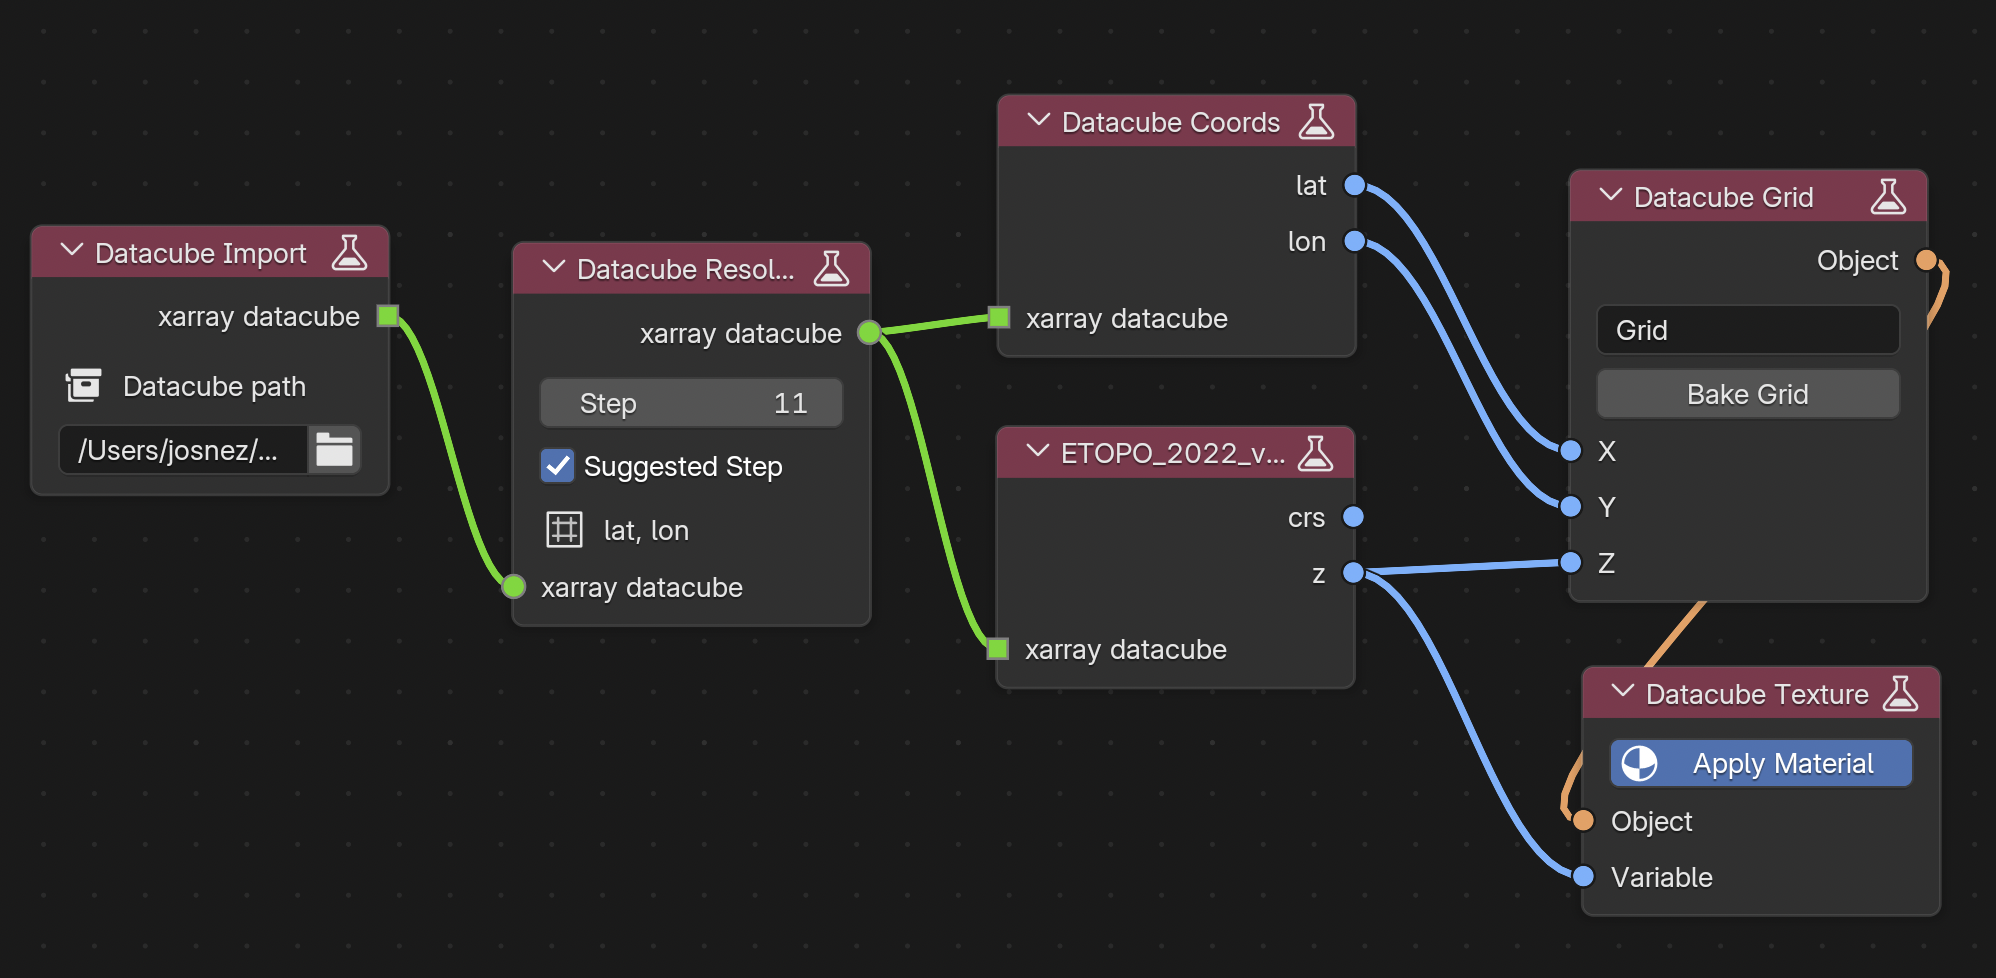 Datacube Import
xarray datacube
Datacube path
/Users/josnez/...
Datacube Resol...
xarray datacube
Step 11
Suggested Step
lat, lon
xarray datacube
Datacube Coords
lat
lon
xarray datacube
ETOPO_2022_v...
crs
z
xarray datacube
Datacube Grid
Object
Grid
Bake Grid
X
Y
Z
Datacube Texture
Apply Material
Object
Variable